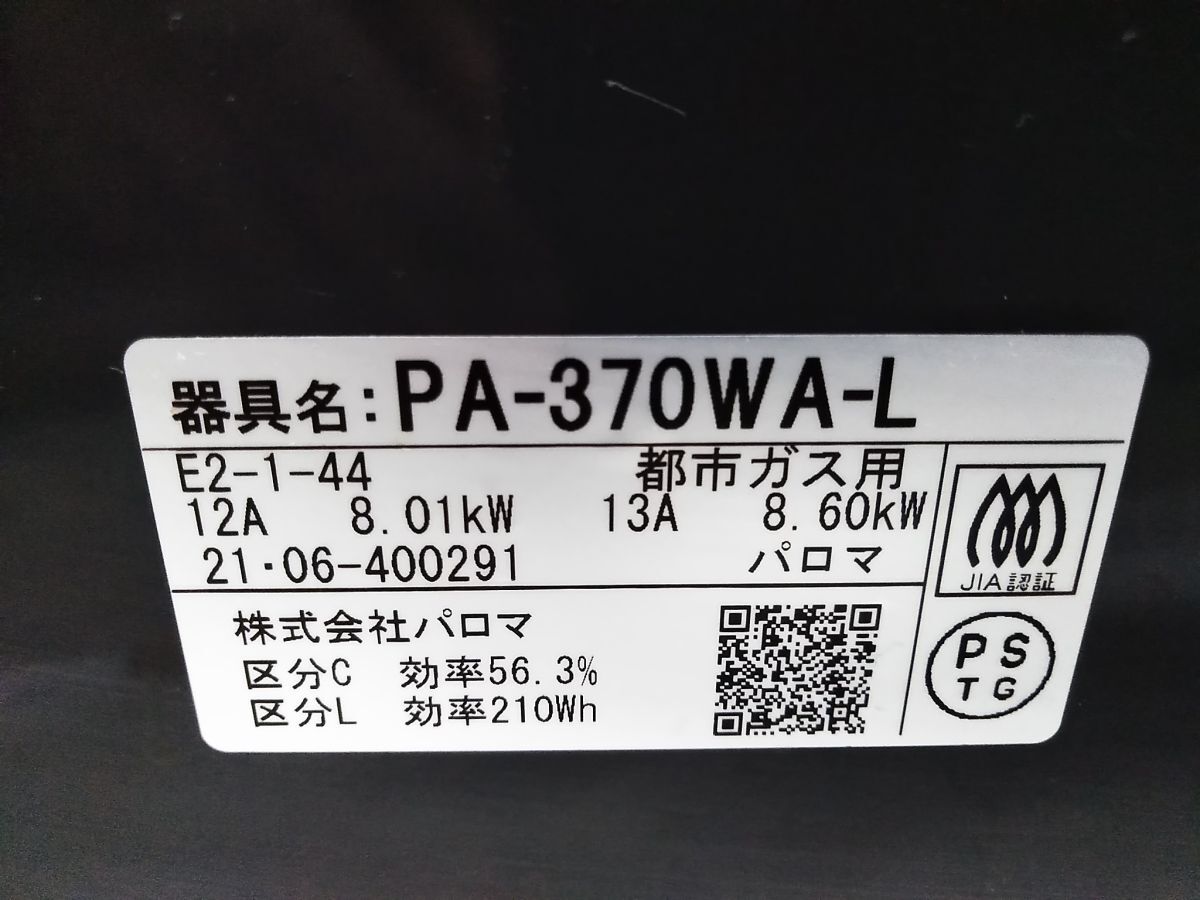 器具名:PA-370WA-L
E2-1-44 都市ガス用
12A 8.01kW 13A 8.60kW
21・06-400291 パロマ
JIA認証
株式会社パロマ
区分C 効率56.3%
区分L 効率210Wh
PS
TG